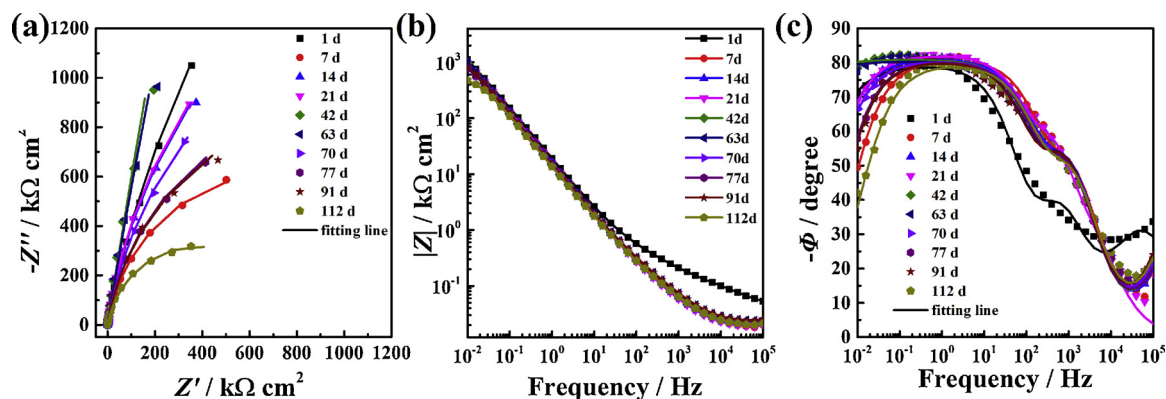 (a)
1200
1000
800
600
400
200
0
0 200 400 600 800 1000 1200
-Z'' / kΩ cm²
Z' / kΩ cm²
1 d
7 d
14 d
21 d
42 d
63 d
70 d
77 d
91 d
112 d
fitting line
(b)
10³
10²
10¹
10⁰
10⁻¹
10⁻² 10⁻¹ 10⁰ 10¹ 10² 10³ 10⁴ 10⁵
|Z| / kΩ cm²
Frequency / Hz
1d
7d
14d
21d
42d
63d
70d
77d
91d
112d
(c)
90
80
70
60
50
40
30
20
10
0
10⁻² 10⁻¹ 10⁰ 10¹ 10² 10³ 10⁴ 10⁵
-Φ / degree
Frequency / Hz
1 d
7 d
14 d
21 d
42 d
63 d
70 d
77 d
91 d
112 d
fitting line